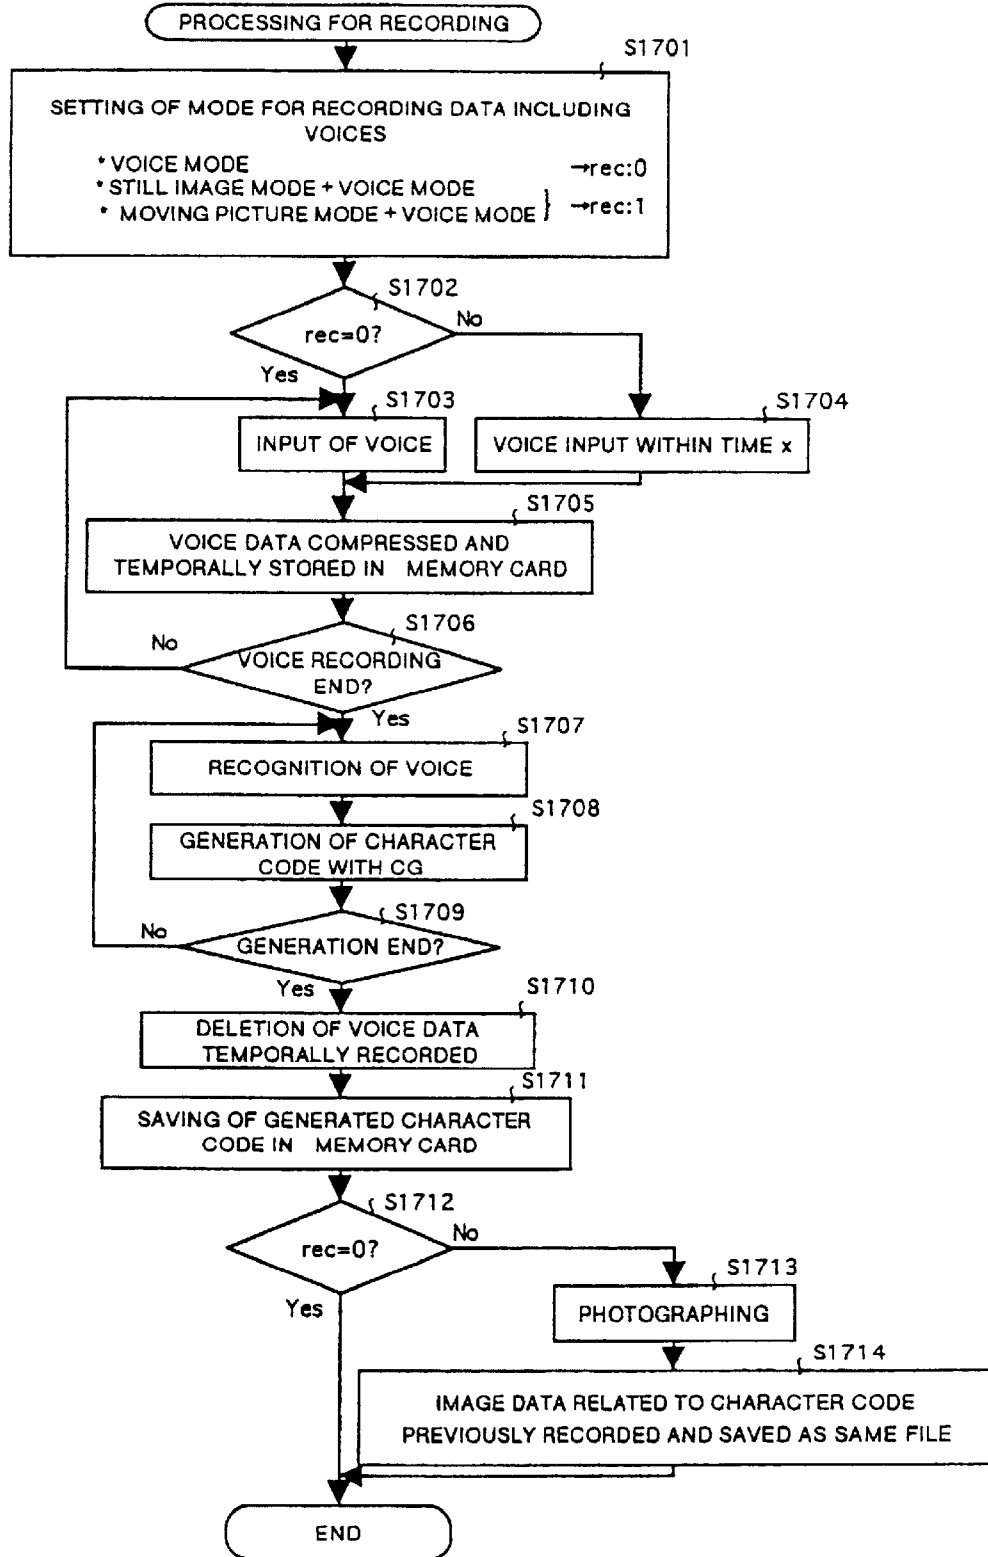 PROCESSING FOR RECORDING
S1701
SETTING OF MODE FOR RECORDING DATA INCLUDING
VOICES
* VOICE MODE →rec:0
* STILL IMAGE MODE + VOICE MODE
* MOVING PICTURE MODE + VOICE MODE } →rec:1
S1702
rec=0?
No
Yes
S1703
INPUT OF VOICE
S1704
VOICE INPUT WITHIN TIME x
S1705
VOICE DATA COMPRESSED AND
TEMPORALLY STORED IN MEMORY CARD
S1706
No
VOICE RECORDING
END?
Yes
S1707
RECOGNITION OF VOICE
S1708
GENERATION OF CHARACTER
CODE WITH CG
S1709
No
GENERATION END?
Yes
S1710
DELETION OF VOICE DATA
TEMPORALLY RECORDED
S1711
SAVING OF GENERATED CHARACTER
CODE IN MEMORY CARD
S1712
rec=0?
No
Yes
S1713
PHOTOGRAPHING
S1714
IMAGE DATA RELATED TO CHARACTER CODE
PREVIOUSLY RECORDED AND SAVED AS SAME FILE
END